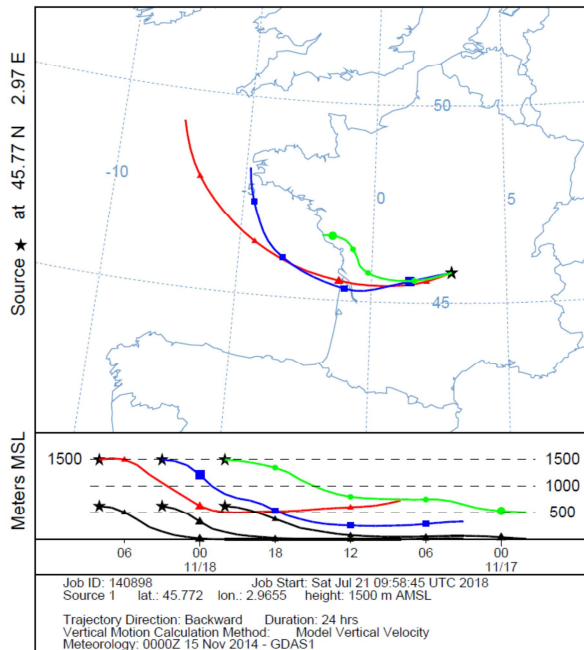 Source ★ at 45.77 N 2.97 E
50
-10
-5
0
5
45
Meters MSL
1500
1500
1000
500
06 00 18 12 06 00
11/18 11/17
Job ID: 140898 Job Start: Sat Jul 21 09:58:45 UTC 2018
Source 1 lat.: 45.772 lon.: 2.9655 height: 1500 m AMSL
Trajectory Direction: Backward Duration: 24 hrs
Vertical Motion Calculation Method: Model Vertical Velocity
Meteorology: 0000Z 15 Nov 2014 - GDAS1